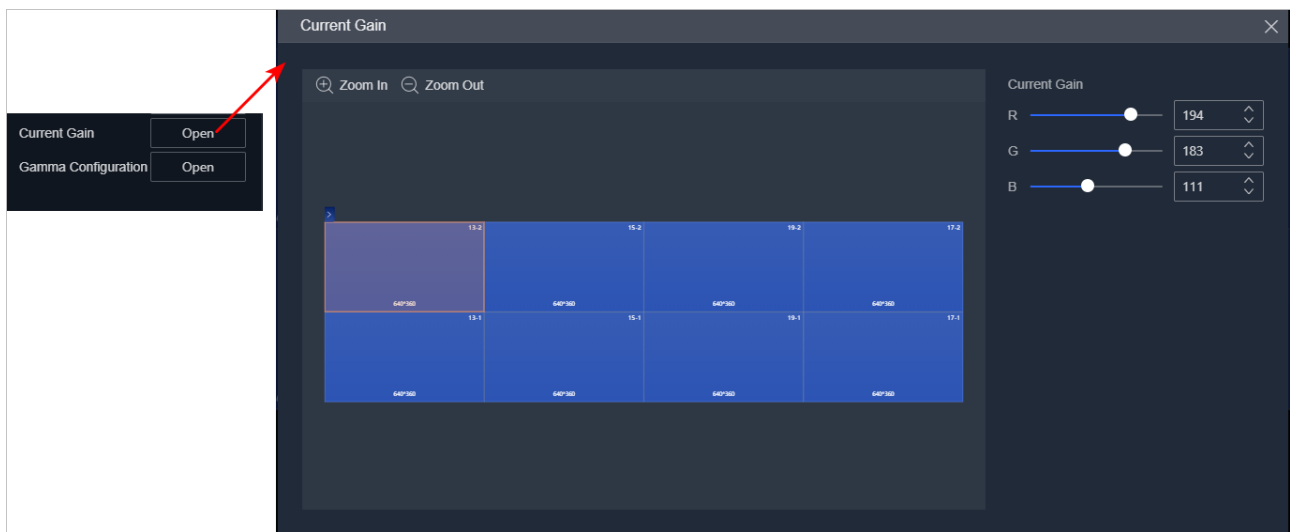 Current Gain
Zoom In Zoom Out
Current Gain
R 194
G 183
B 111
Current Gain Open
Gamma Configuration Open
13-2 15-2 19-2 17-2
640*360 640*360 640*360 640*360
13-1 15-1 19-1 17-1
640*360 640*360 640*360 640*360